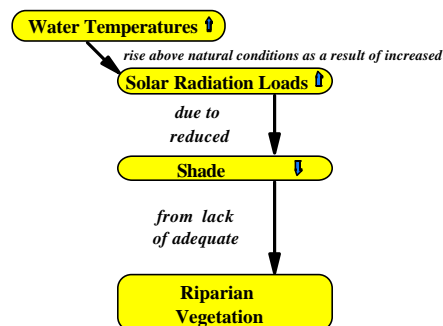 Water Temperatures
rise above natural conditions as a result of increased
Solar Radiation Loads
due to
reduced
Shade
from lack
of adequate
Riparian
Vegetation